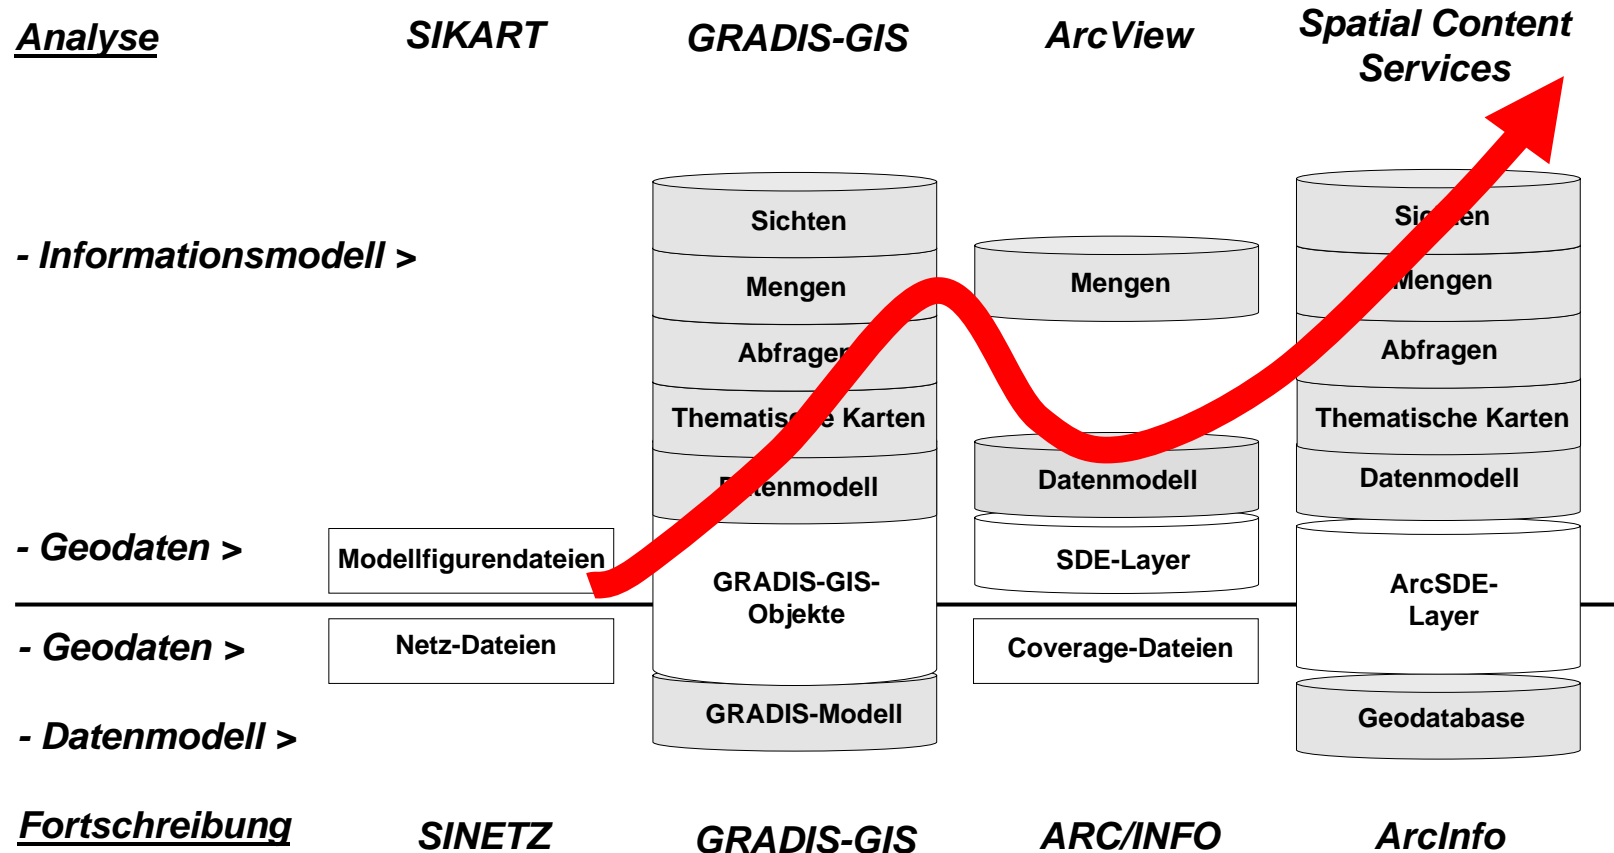 Analyse
SIKART
GRADIS-GIS
ArcView
Spatial Content
Services
- Informationsmodell >
Sichten
Mengen
Abfragen
Thematische Karten
Datenmodell
Mengen
Datenmodell
Sichten
Mengen
Abfragen
Thematische Karten
Datenmodell
- Geodaten >
Modellfigurendateien
GRADIS-GIS-
Objekte
SDE-Layer
ArcSDE-
Layer
- Geodaten >
Netz-Dateien
Coverage-Dateien
- Datenmodell >
GRADIS-Modell
Geodatabase
Fortschreibung
SINETZ
GRADIS-GIS
ARC/INFO
ArcInfo